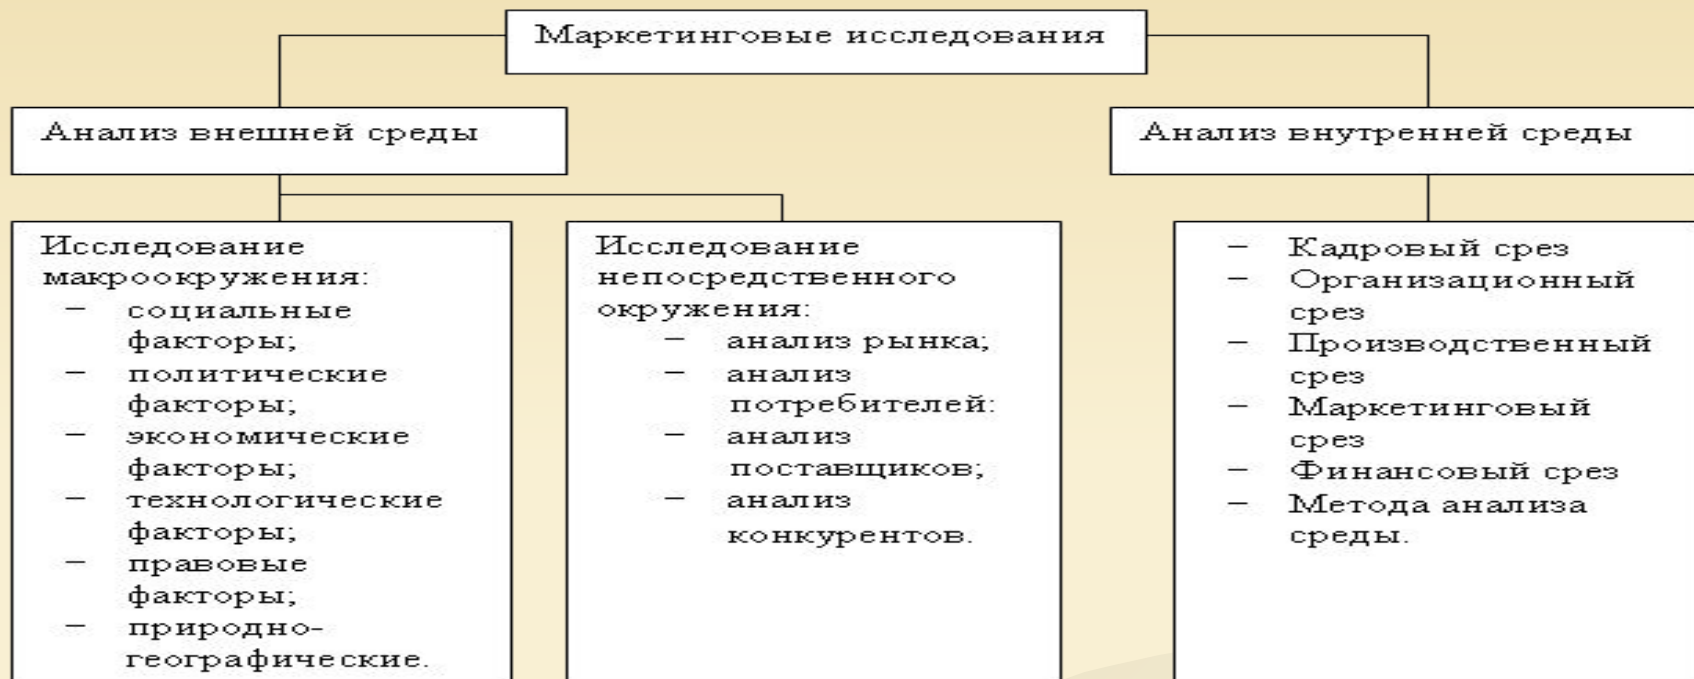 Маркетинговые исследования
Анализ внешней среды
Анализ внутренней среды
Исследование
макроокружения:
– социальные
факторы;
– политические
факторы;
– экономические
факторы;
– технологические
факторы;
– правовые
факторы;
– природно-
географические.
Исследование
непосредственного
окружения:
– анализ рынка;
– анализ
потребителей:
– анализ
поставщиков;
– анализ
конкурентов.
– Кадровый срез
– Организационный
срез
– Производственный
срез
– Маркетинговый
срез
– Финансовый срез
– Метода анализа
среды.